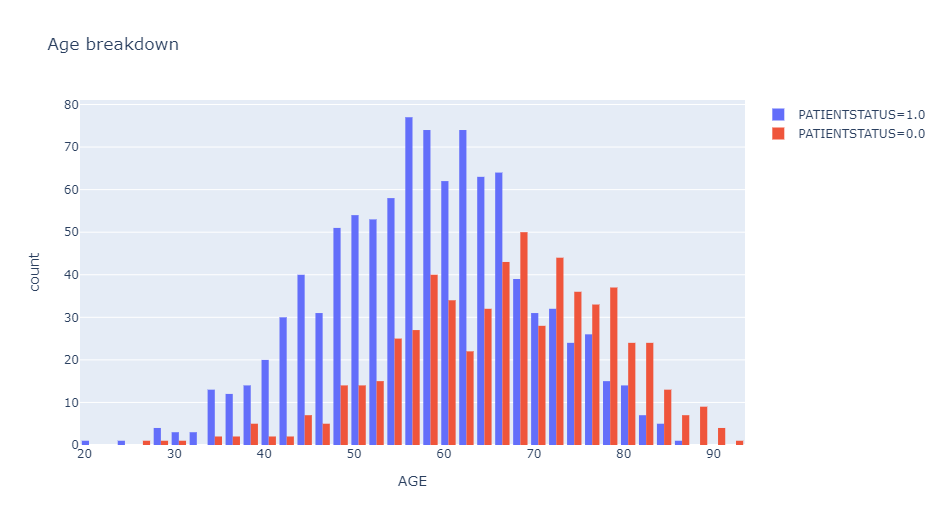 Age breakdown
PATIENTSTATUS=1.0
PATIENTSTATUS=0.0
80
70
60
50
40
30
20
10
0
20 30 40 50 60 70 80 90
count
AGE